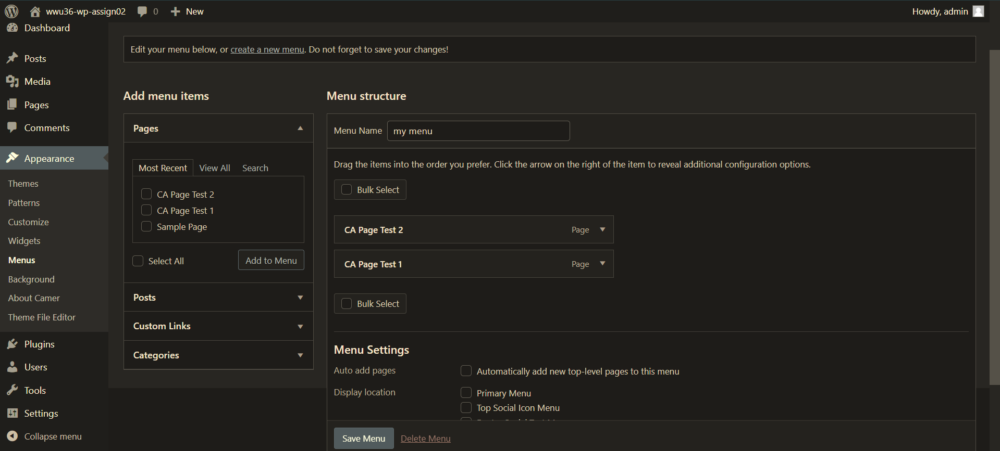 wwu36-wp-assign02
0
New
Howdy, admin
Dashboard
Posts
Media
Pages
Comments
Appearance
Themes
Patterns
Customize
Widgets
Menus
Background
About Camer
Theme File Editor
Plugins
Users
Tools
Settings
Collapse menu
Edit your menu below, or create a new menu. Do not forget to save your changes!
Add menu items
Pages
Most Recent View All Search
CA Page Test 2
CA Page Test 1
Sample Page
Select All
Add to Menu
Posts
Custom Links
Categories
Menu structure
Menu Name my menu
Drag the items into the order you prefer. Click the arrow on the right of the item to reveal additional configuration options.
Bulk Select
CA Page Test 2 Page
CA Page Test 1 Page
Bulk Select
Menu Settings
Auto add pages
Automatically add new top-level pages to this menu
Display location
Primary Menu
Top Social Icon Menu
Save Menu
Delete Menu